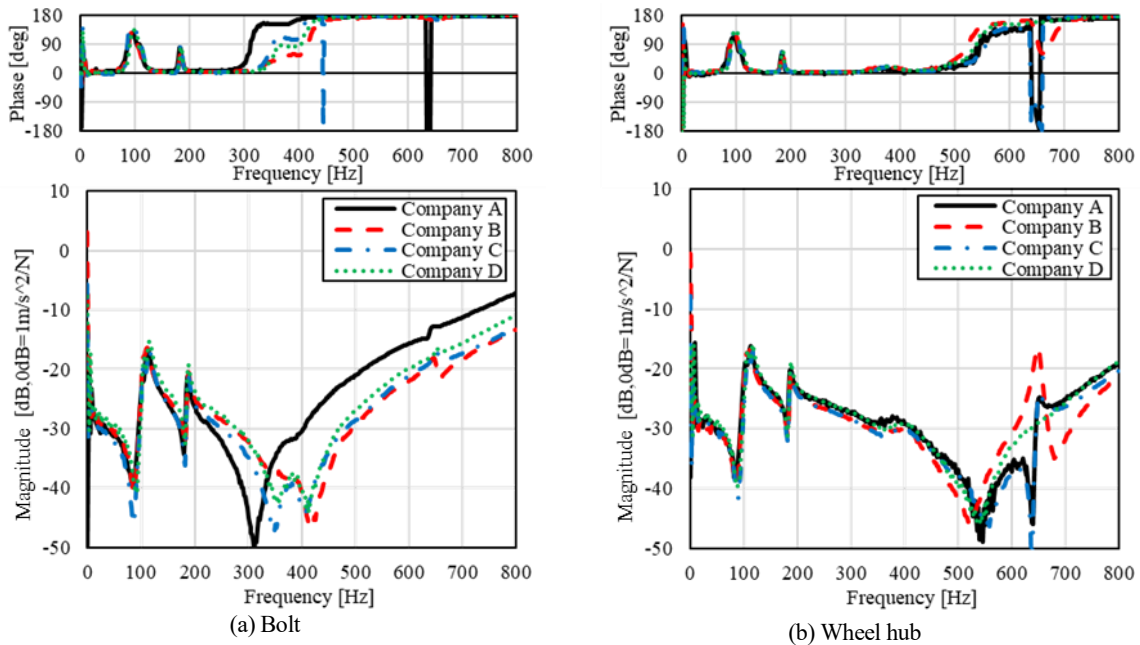 180
90
0
-90
-180
Phase [deg]
0 100 200 300 400 500 600 700 800
Frequency [Hz]
10
0
-10
-20
-30
-40
-50
Magnitude [dB,0dB=1m/s^2/N]
Company A
Company B
Company C
Company D
0 100 200 300 400 500 600 700 800
Frequency [Hz]
(a) Bolt
180
90
0
-90
-180
Phase [deg]
0 100 200 300 400 500 600 700 800
Frequency [Hz]
10
0
-10
-20
-30
-40
-50
Magnitude [dB,0dB=1m/s^2/N]
Company A
Company B
Company C
Company D
0 100 200 300 400 500 600 700 800
Frequency [Hz]
(b) Wheel hub